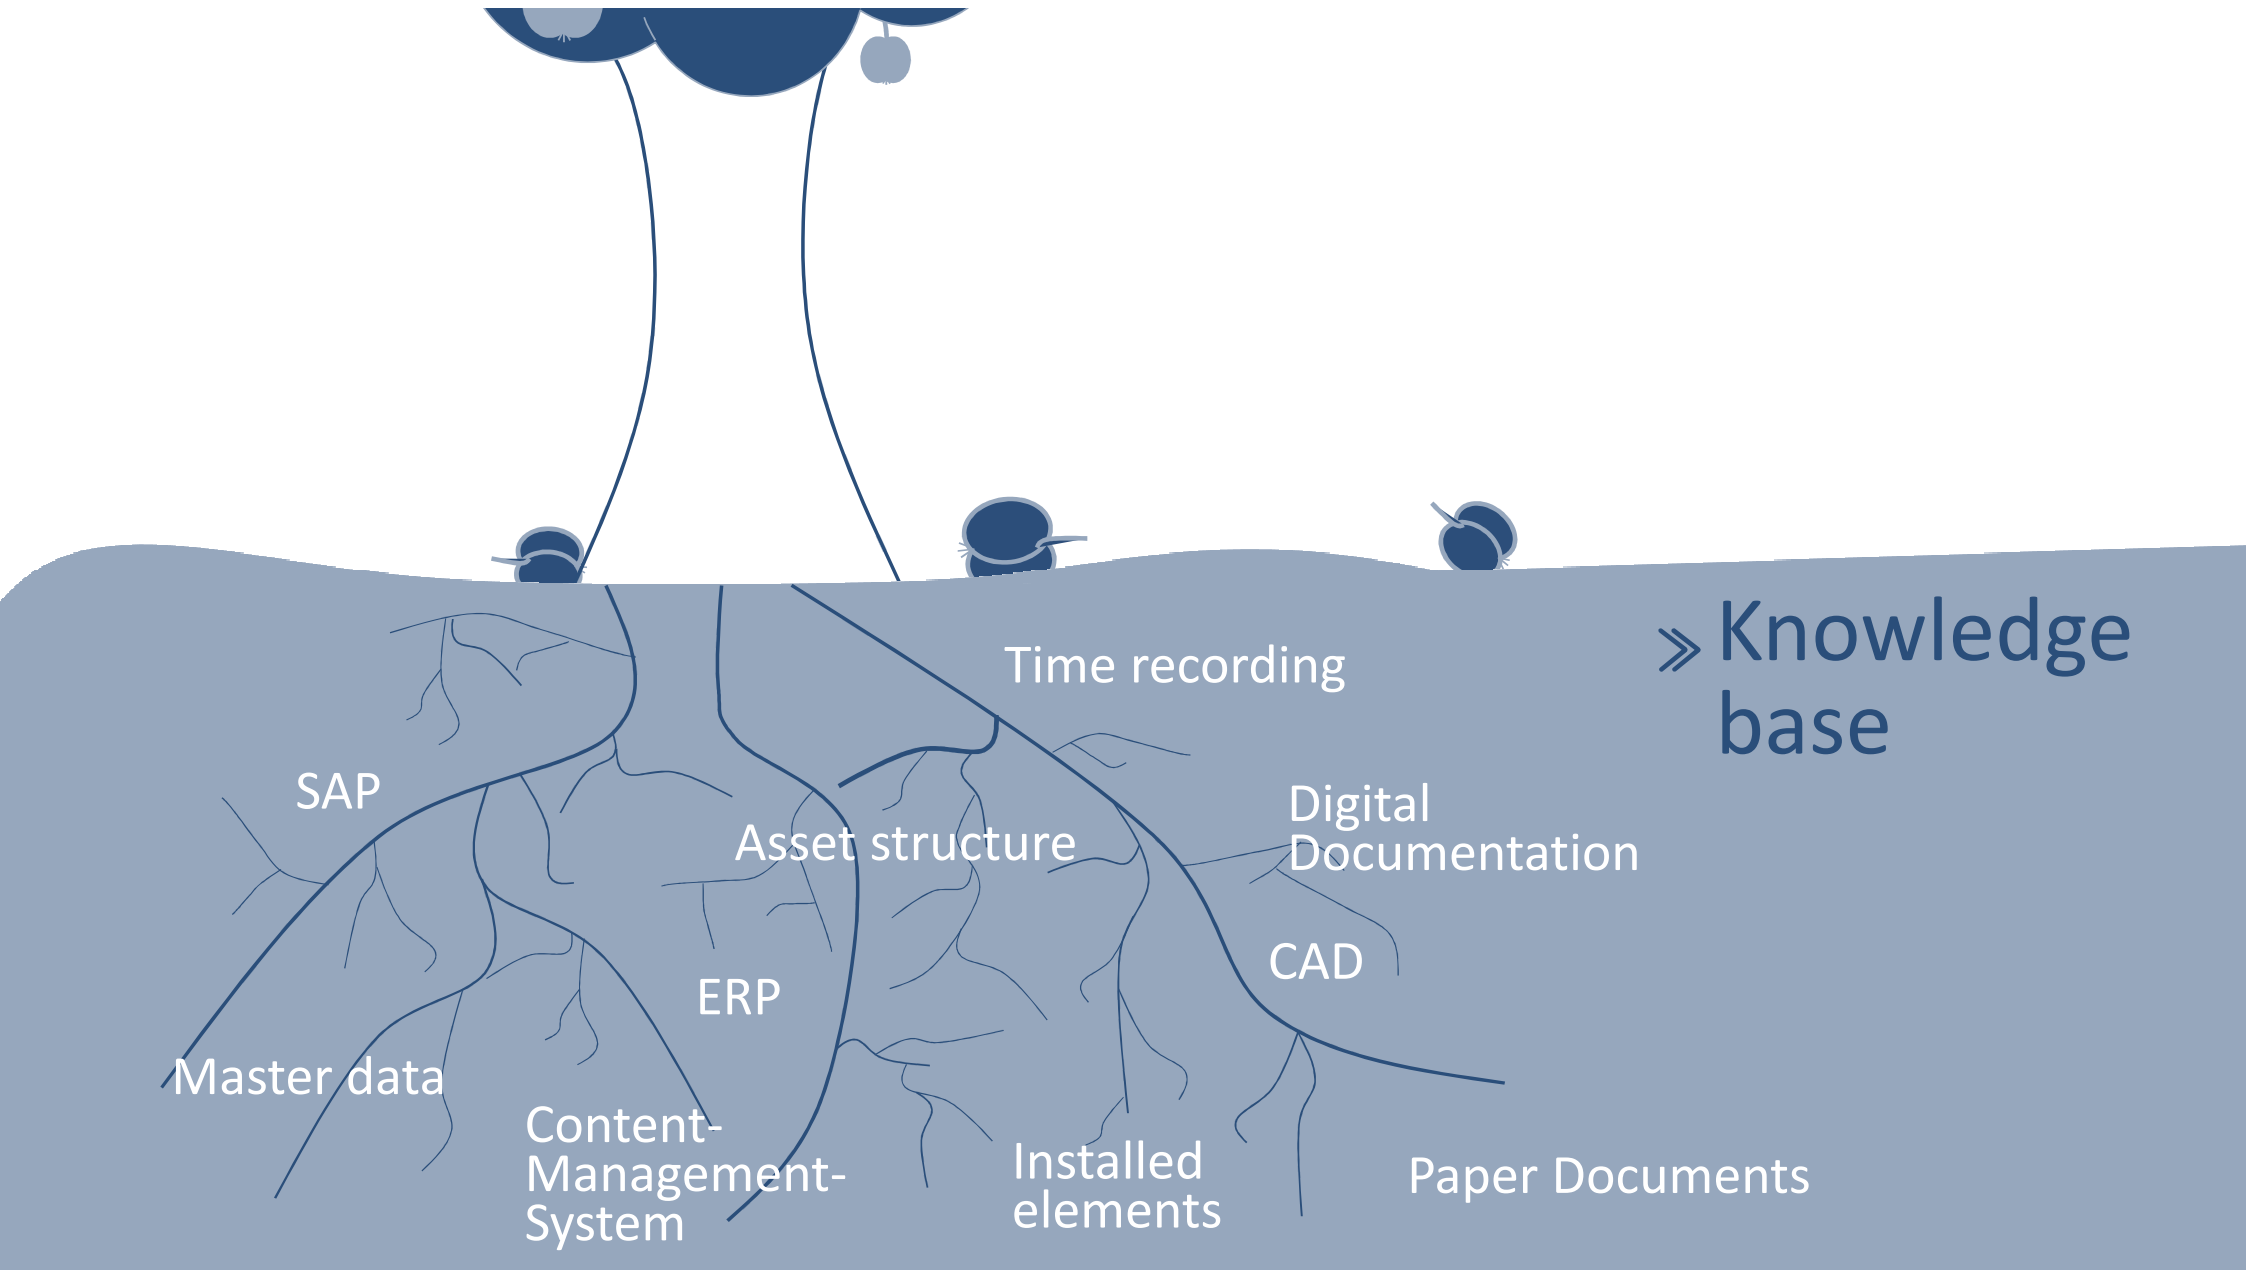 Knowledge
base
Time recording
SAP
Digital
Documentation
Asset structure
CAD
ERP
Master data
Content-
Management-
System
Installed
elements
Paper Documents